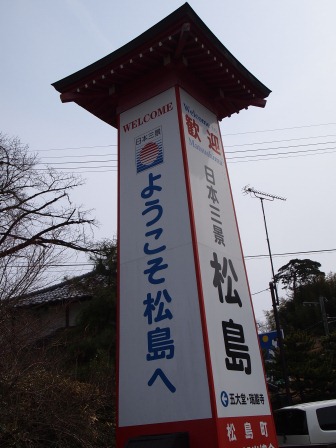 WELCOME
日本三景
ようこそ松島へ
Welcome
歓迎
Matsushima
日本三景
松島
五大堂・瑞巌寺
松島町